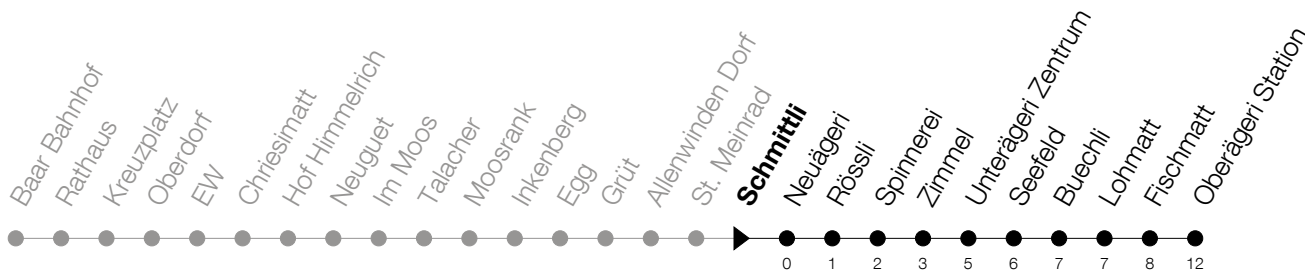 Baar Bahnhof
Rathaus
Kreuzplatz
Oberdorf
EW
Chriesimatt
Hof Himmelrich
Neuguet
Im Moos
Talacher
Moosrank
Inkenberg
Egg
Grüt
Allenwinden Dorf
St. Meinrad
Schmittli
Neuägeri
Rössli
Spinnerei
Zimmel
Unterägeri Zentrum
Seefeld
Buechli
Lohmatt
Fischmatt
Oberägeri Station
0 1 2 3 5 6 7 7 8 12